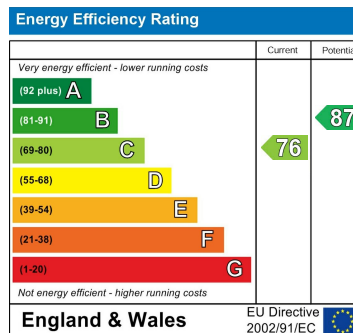 Energy Efficiency Rating
Current Potentia
Very energy efficient - lower running costs
(92 plus) A
(81-91) B 87
(69-80) C 76
(55-68) D
(39-54) E
(21-38) F
(1-20) G
Not energy efficient - higher running costs
England & Wales
EU Directive
2002/91/EC